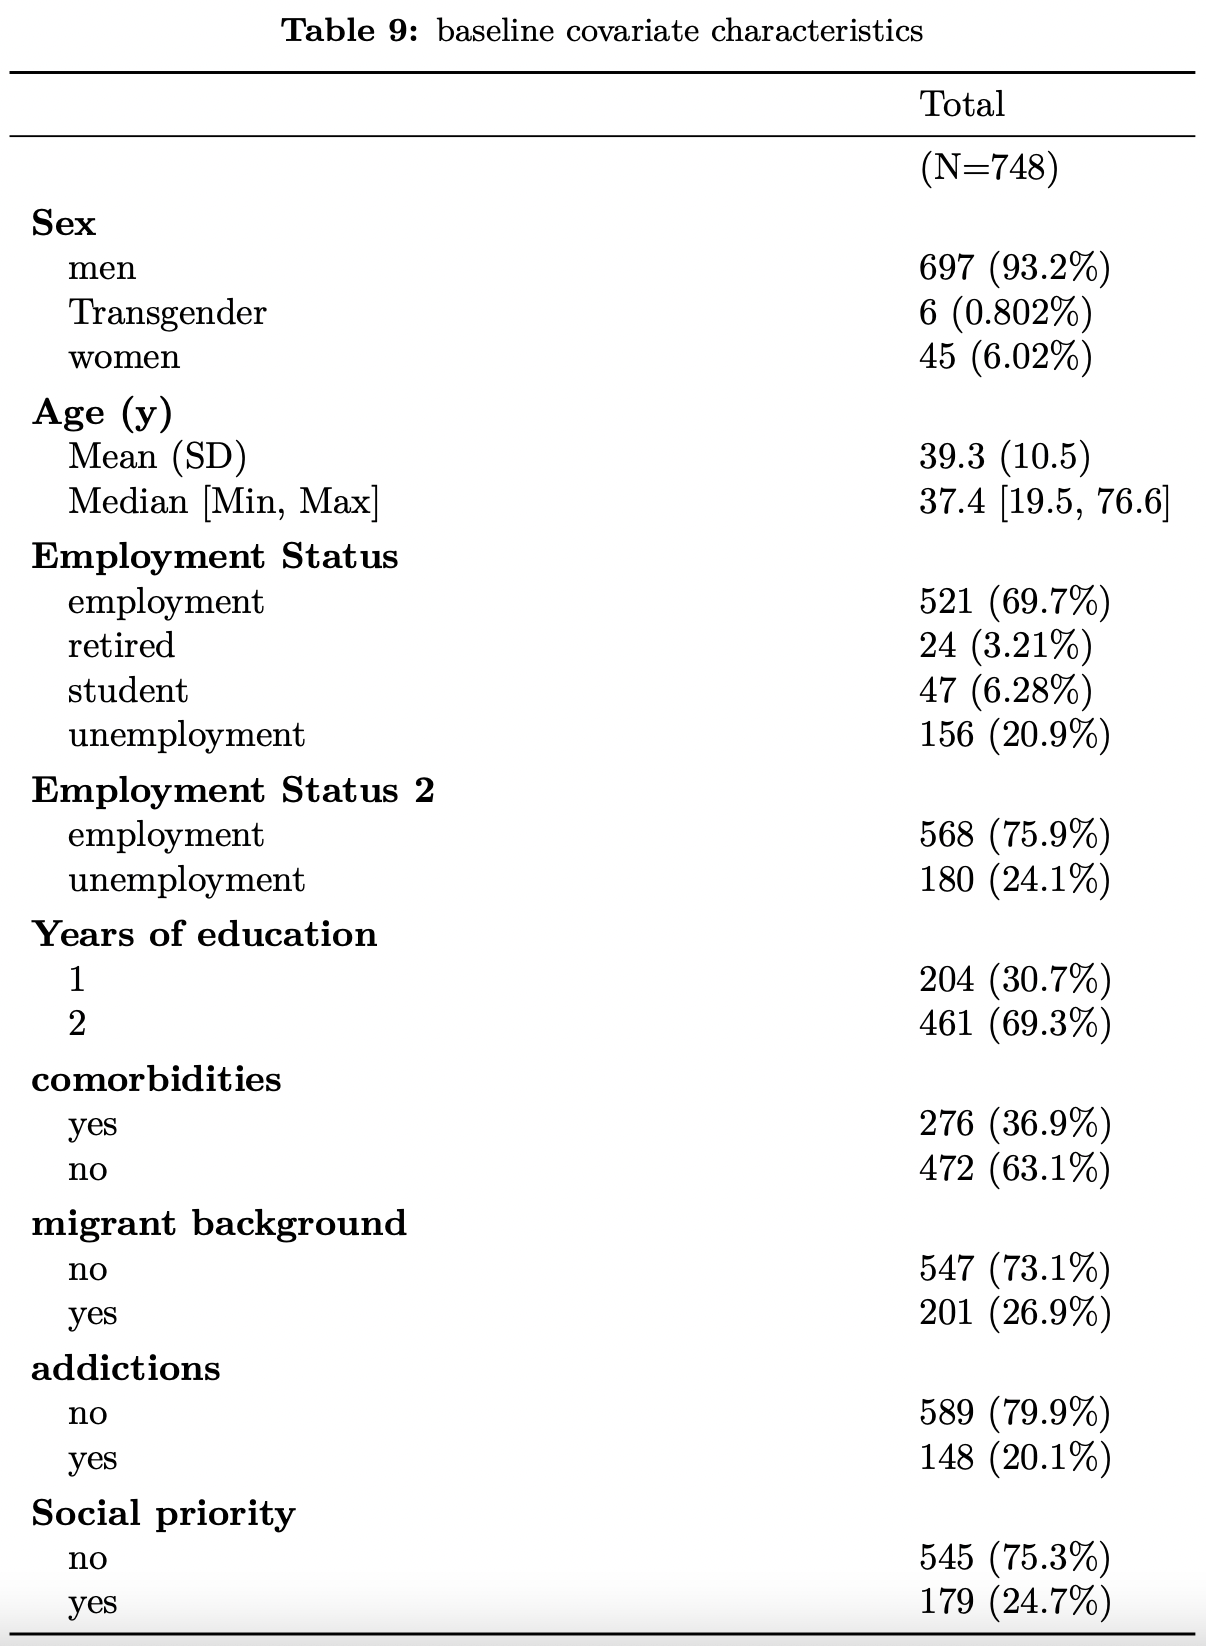 Table 9: baseline covariate characteristics
Total
(N=748)
Sex
men 697 (93.2%)
Transgender 6 (0.802%)
women 45 (6.02%)
Age (y)
Mean (SD) 39.3 (10.5)
Median [Min, Max] 37.4 [19.5, 76.6]
Employment Status
employment 521 (69.7%)
retired 24 (3.21%)
student 47 (6.28%)
unemployment 156 (20.9%)
Employment Status 2
employment 568 (75.9%)
unemployment 180 (24.1%)
Years of education
1 204 (30.7%)
2 461 (69.3%)
comorbidities
yes 276 (36.9%)
no 472 (63.1%)
migrant background
no 547 (73.1%)
yes 201 (26.9%)
addictions
no 589 (79.9%)
yes 148 (20.1%)
Social priority
no 545 (75.3%)
yes 179 (24.7%)